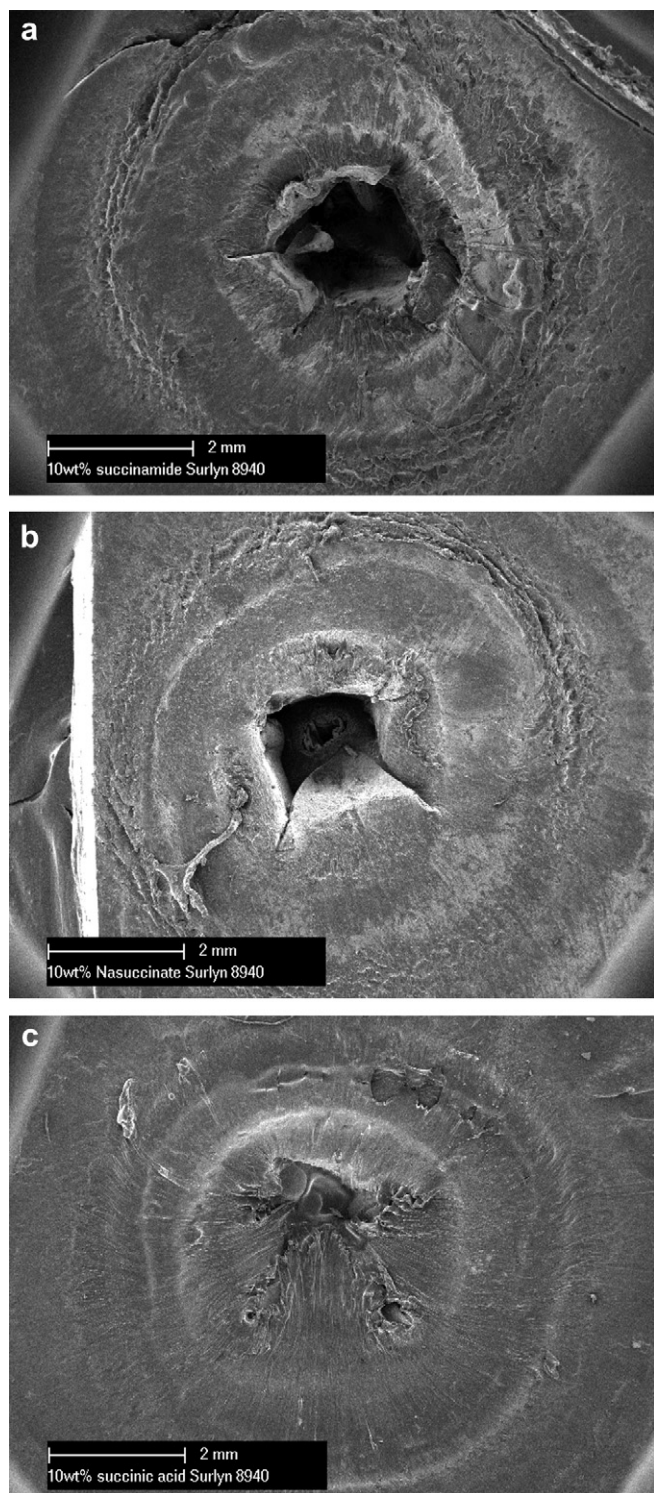 a
2 mm
10wt% succinamide Surlyn 8940
b
2 mm
10wt% Nasuccinate Surlyn 8940
c
2 mm
10wt% succinic acid Surlyn 8940